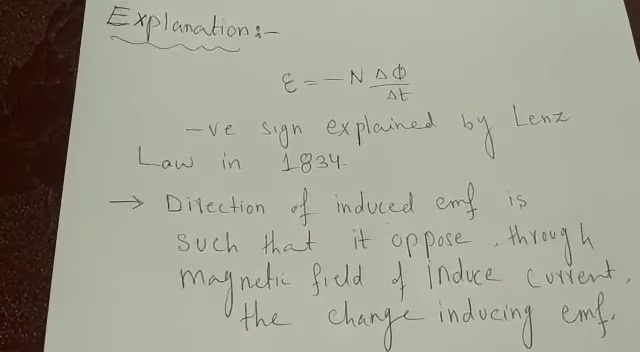 Explanation:-
ε = - N ΔΦ/Δt
-ve sign explained by Lenz
Law in 1834.
→ Direction of induced emf is
such that it oppose, through
magnetic field of induce current,
the change inducing emf.